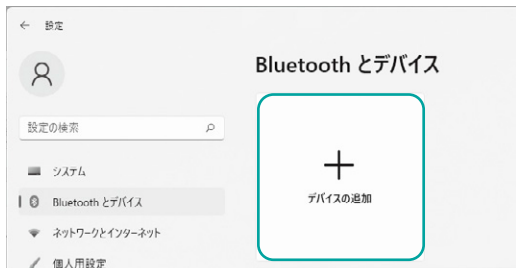 設定
Bluetooth とデバイス
設定の検索
デバイスの追加
システム
Bluetooth とデバイス
ネットワークとインターネット
個人用設定